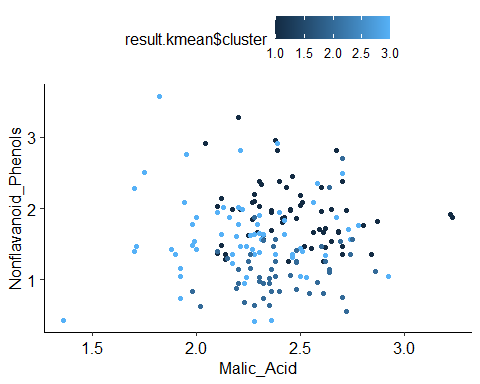 result.kmean$cluster
1.0 1.5 2.0 2.5 3.0
Nonflavanoid_Phenols
3
2
1
1.5 2.0 2.5 3.0
Malic_Acid